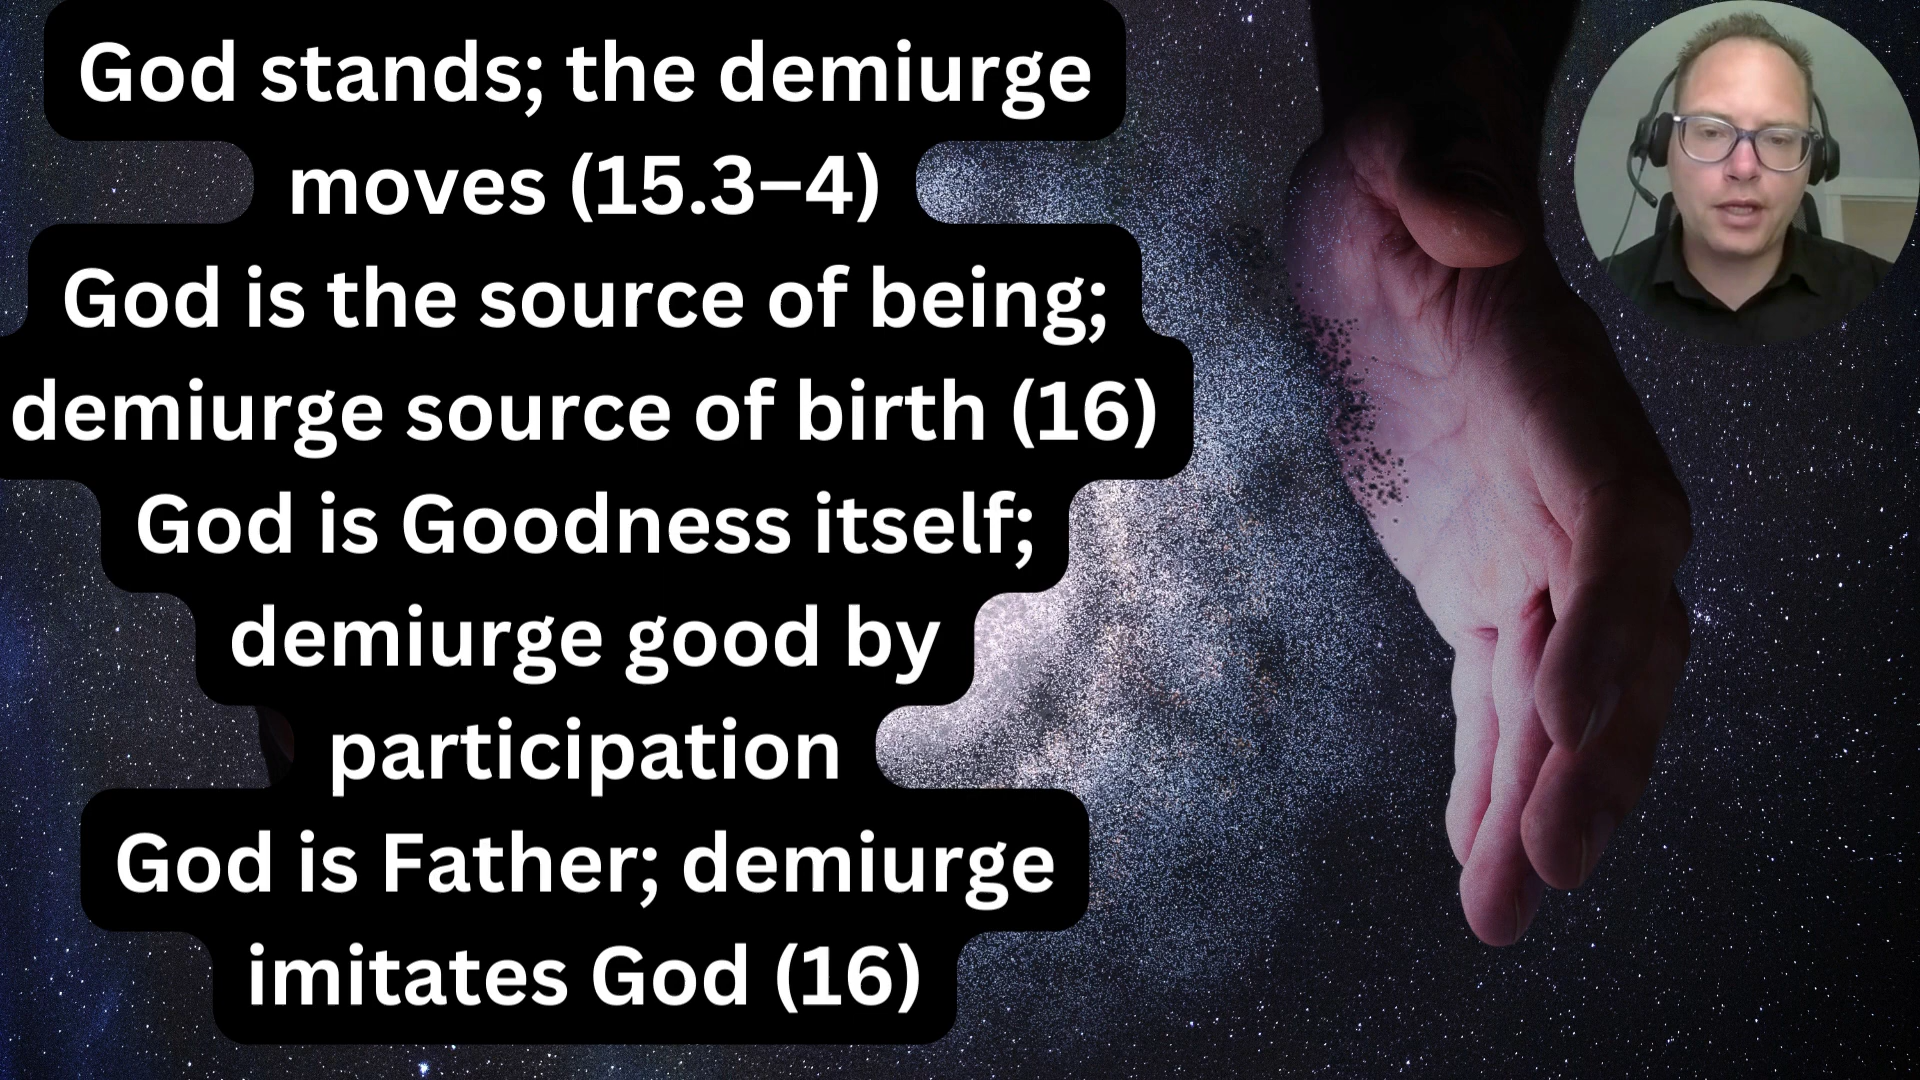 God stands; the demiurge
moves (15.3–4)
God is the source of being;
demiurge source of birth (16)
God is Goodness itself;
demiurge good by
participation
God is Father; demiurge
imitates God (16)